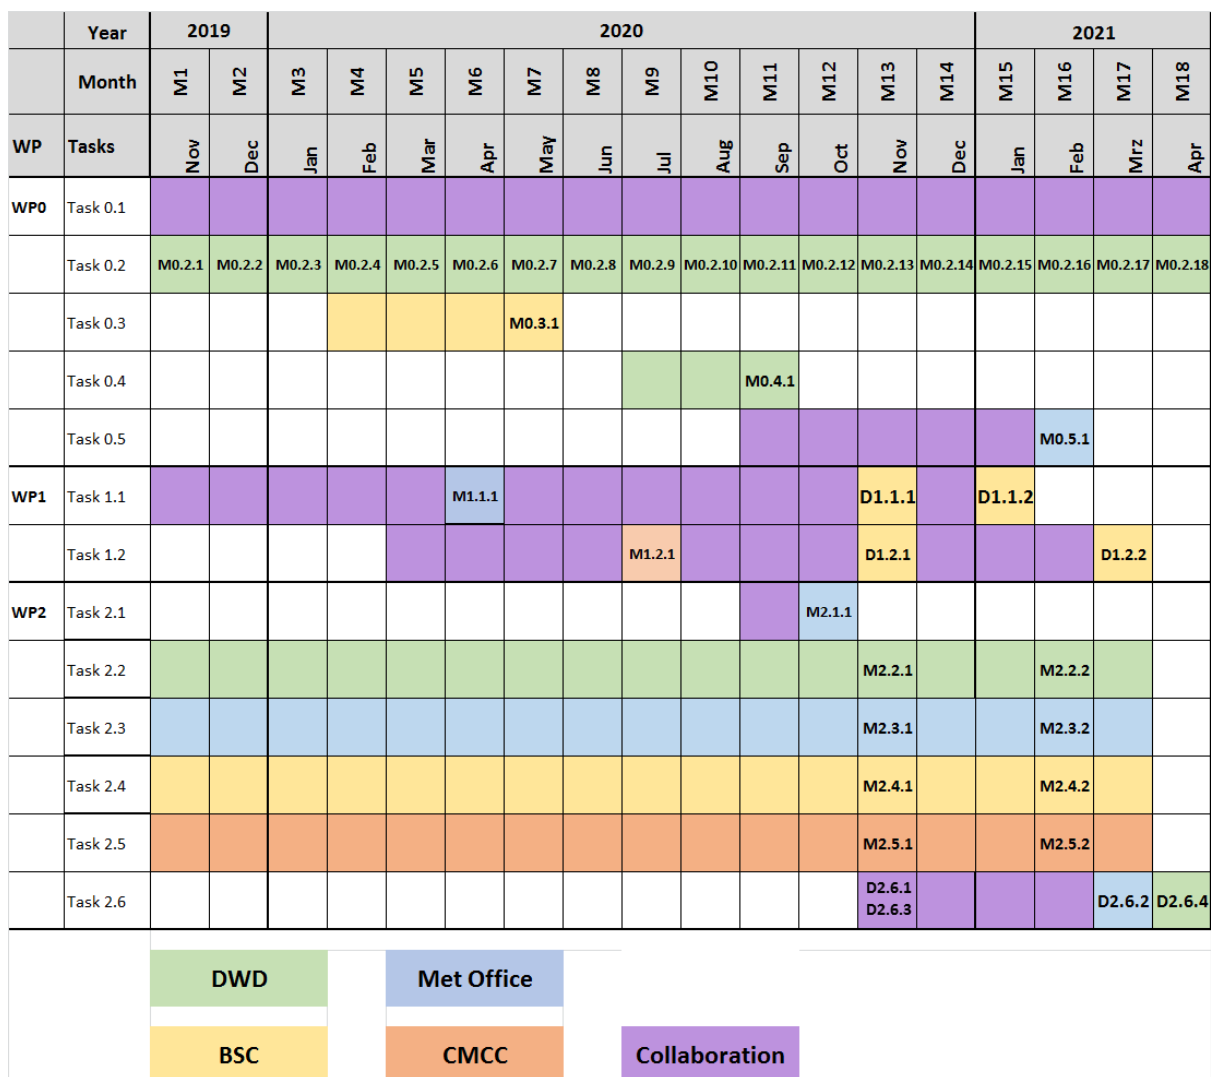 Year 2019 2020 2021
Month M1 M2 M3 M4 M5 M6 M7 M8 M9 M10 M11 M12 M13 M14 M15 M16 M17 M18
WP Tasks Nov Dec Jan Feb Mar Apr May Jun Jul Aug Sep Oct Nov Dec Jan Feb Mrz Apr
WP0 Task 0.1
Task 0.2 M0.2.1 M0.2.2 M0.2.3 M0.2.4 M0.2.5 M0.2.6 M0.2.7 M0.2.8 M0.2.9 M0.2.10 M0.2.11 M0.2.12 M0.2.13 M0.2.14 M0.2.15 M0.2.16 M0.2.17 M0.2.18
Task 0.3 M0.3.1
Task 0.4 M0.4.1
Task 0.5 M0.5.1
WP1 Task 1.1 M1.1.1 D1.1.1 D1.1.2
Task 1.2 M1.2.1 D1.2.1 D1.2.2
WP2 Task 2.1 M2.1.1
Task 2.2 M2.2.1 M2.2.2
Task 2.3 M2.3.1 M2.3.2
Task 2.4 M2.4.1 M2.4.2
Task 2.5 M2.5.1 M2.5.2
Task 2.6 D2.6.1 D2.6.3 D2.6.2 D2.6.4
DWD Met Office
BSC CMCC Collaboration